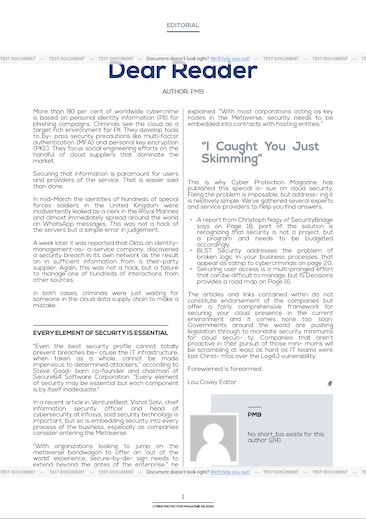 EDITORIAL
TEST DOCUMENT — TEST DOCUMENT — Document doesn't look right? We'll help you out! — TEST DOCUMENT — TEST DOCUMENT
Dear Reader
AUTHOR: PMB
More than 90 per cent of worldwide cybercrime
is based on personal identity information (PII) for
phishing campaigns. Criminals see the cloud as a
target rich environment for PII. They develop tools
to by- pass security precautions like multi-factor
authentication (MFA) and personal key encryption
(PKE). They focus social engineering efforts on the
handful of cloud supplier's that dominate the
market.
Securing that information is paramount for users
and providers of the service. That is easier said
than done.
In mid-March the identities of hundreds of special
forces soldiers in the United Kingdom were
inadvertently leaked by a clerk in the Royal Marines
and almost immediately spread around the world
on WhatsApp messages. This was not a hack but
a failure of human nature.
A week later it was reported that Okta, an identity-
management-as-a-service company, discovered
a security breach in its own network as the result
of an insufficient information from a their-party
supplier. Again, this was not a hack, but a failure
to manage one of hundreds of interactions from
other sources.
In both cases, criminals were just waiting for
someone in the cloud data supply chain to make a
mistake.
EVERY ELEMENT OF SECURITY IS ESSENTIAL
"Even the best security profile cannot totally
prevent breaches be- cause the IT infrastructure,
when taken as a whole, cannot be made
impervious to determined attackers," according to
Steve Good- barn co-founder and chairman of
Secure64 Software Corporation. "Every element
of security may be essential but each component
is by itself inadequate."
In a recent article in VentureBeat, Vishal Salvi, chief
information security officer and head of
cybersecurity at Infosys, said security technology is
important, but so is embedding security into every
process of the business, especially as companies
consider entering the Metaverse.
"With organizations looking to jump on the
metaverse bandwagon to offer an 'out of the
world' experience, secure-by-de- sign needs to
extend beyond the gates of the enterprise," he
explained. "With most corporations acting as key
nodes in the Metaverse, security needs to be
embedded into contracts with hosting entities."
"I Caught You Just
Skimming"
This is why Cyber Protection Magazine has
published this special is- sue on cloud security.
Fixing the problem is impossible, but address- ing it
is relatively simple. We've gathered several experts
and service providers to help you find answers.
• A report from Christoph Nagy of SecurityBridge
says on Page 18, part of the solution is
recognizing that security is not a project, but
a program and needs to be budgeted
accordingly.
• BLST Security addresses the problem of
broken logic in your business processes that
appear as catnip to cybercriminals on page 20.
• Securing user access is a multi-pronged effort
that can be difficult to manage, but ISDecisions
provides a road map on Page 16.
The articles and links contained within do not
constitute endorsement of the companies but
offer a fairly comprehensive framework for
securing your cloud presence in the current
environment and it comes none too soon.
Governments around the world are pushing
legislation through to mandate security minimums
for cloud securi- ty. Companies that aren't
proactive in their pursuit of those mini- mums will
be scrambling at least as hard as IT teams were
last Christ- mas over the Log4J vulnerability.
Forewarned is forearmed.
Lou Covey Editor
PMB
No short_bio exists for this
author (2/4).
TEST DOCUMENT — TEST DOCUMENT — Document doesn't look right? We'll help you out! — TEST DOCUMENT — TEST DOCUMENT
1